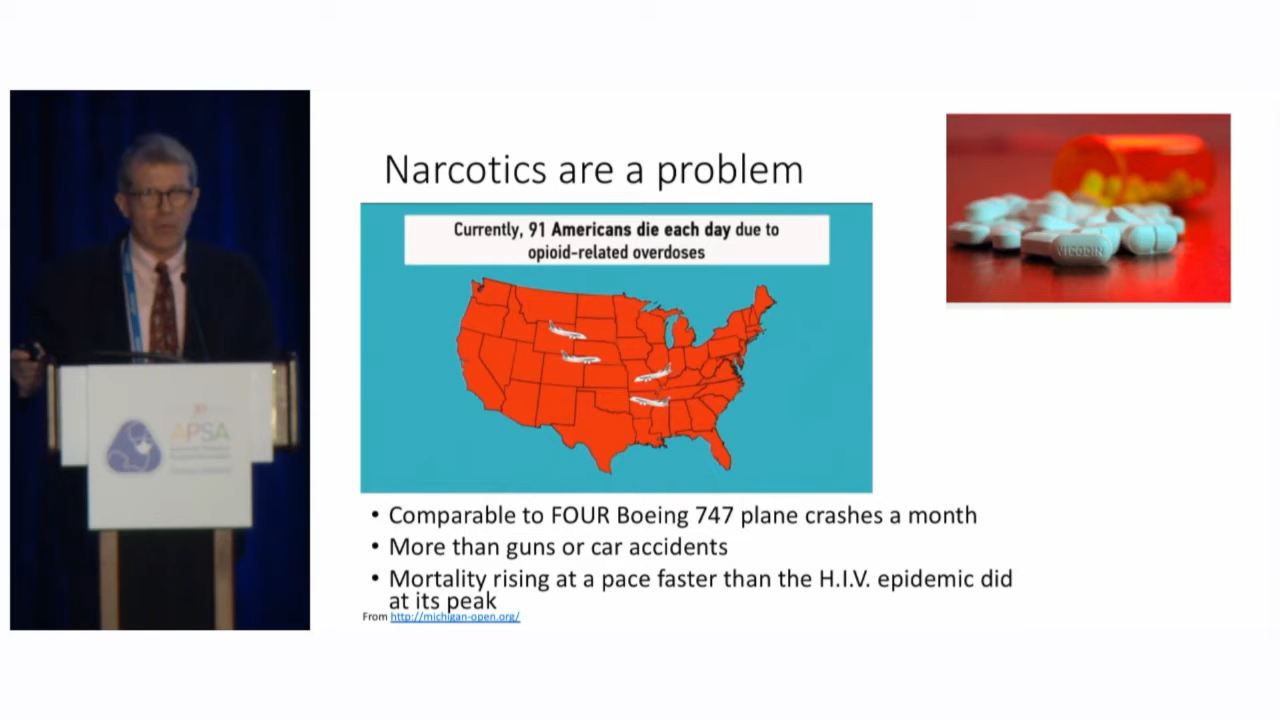 Narcotics are a problem
Currently, 91 Americans die each day due to
opioid-related overdoses
VICODIN
APSA
• Comparable to FOUR Boeing 747 plane crashes a month
• More than guns or car accidents
• Mortality rising at a pace faster than the H.I.V. epidemic did
at its peak
From http://michigan-open.org/